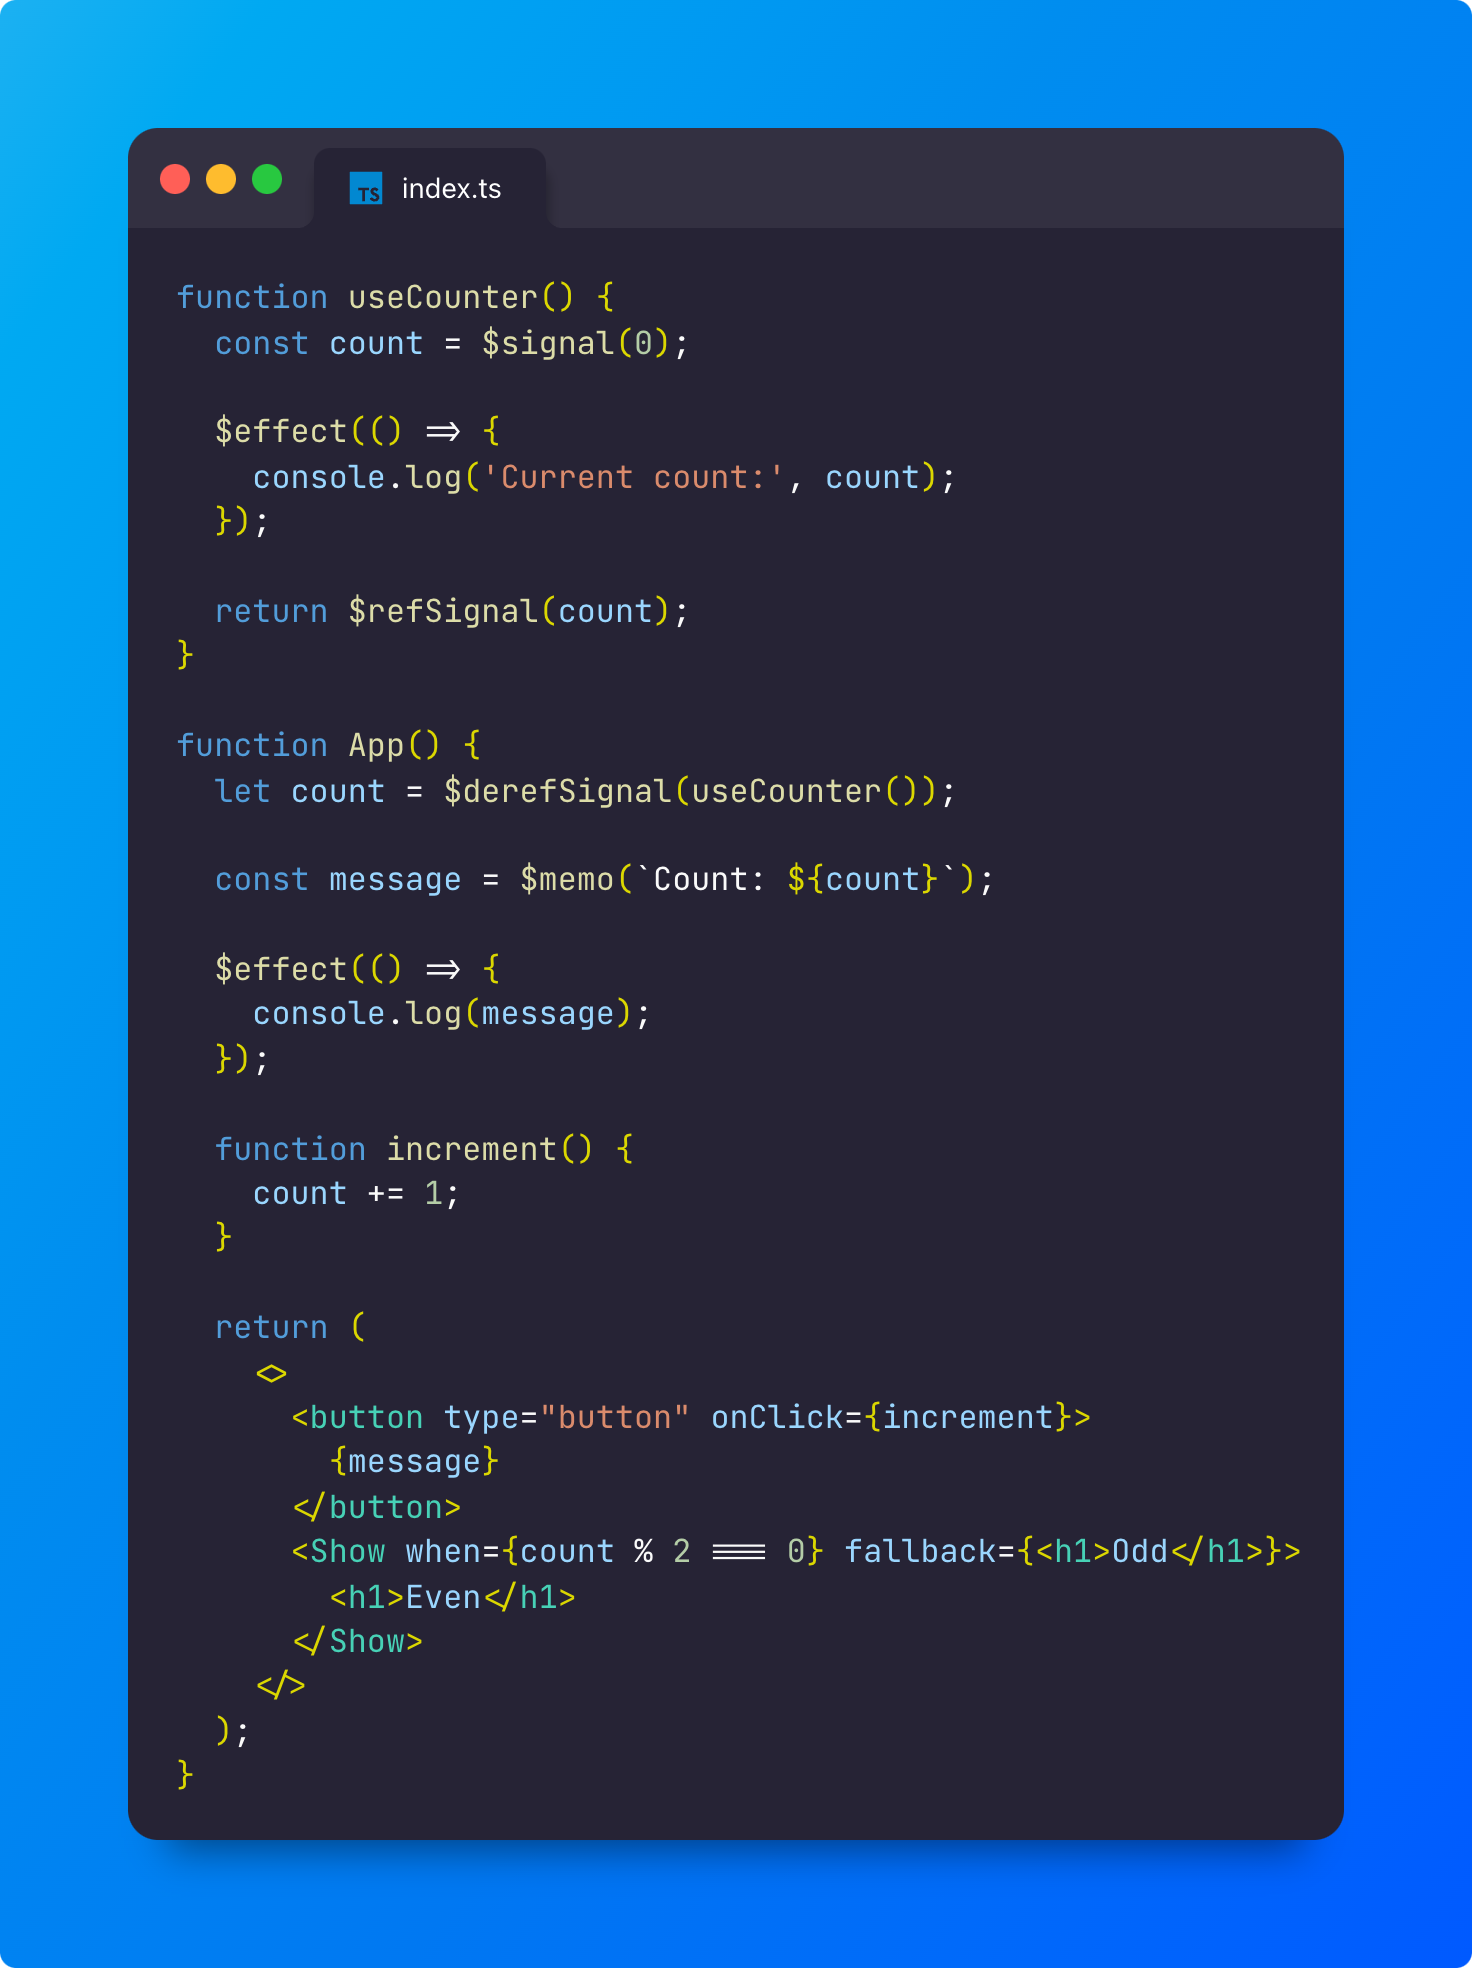 TS index.ts
function useCounter() {
  const count = $signal(0);

  $effect(() => {
    console.log('Current count:', count);
  });

  return $refSignal(count);
}

function App() {
  let count = $derefSignal(useCounter());

  const message = $memo(`Count: ${count}`);

  $effect(() => {
    console.log(message);
  });

  function increment() {
    count += 1;
  }

  return (
    <>
      <button type="button" onClick={increment}>
        {message}
      </button>
      <Show when={count % 2 === 0} fallback={<h1>Odd</h1>}>
        <h1>Even</h1>
      </Show>
    </>
  );
}